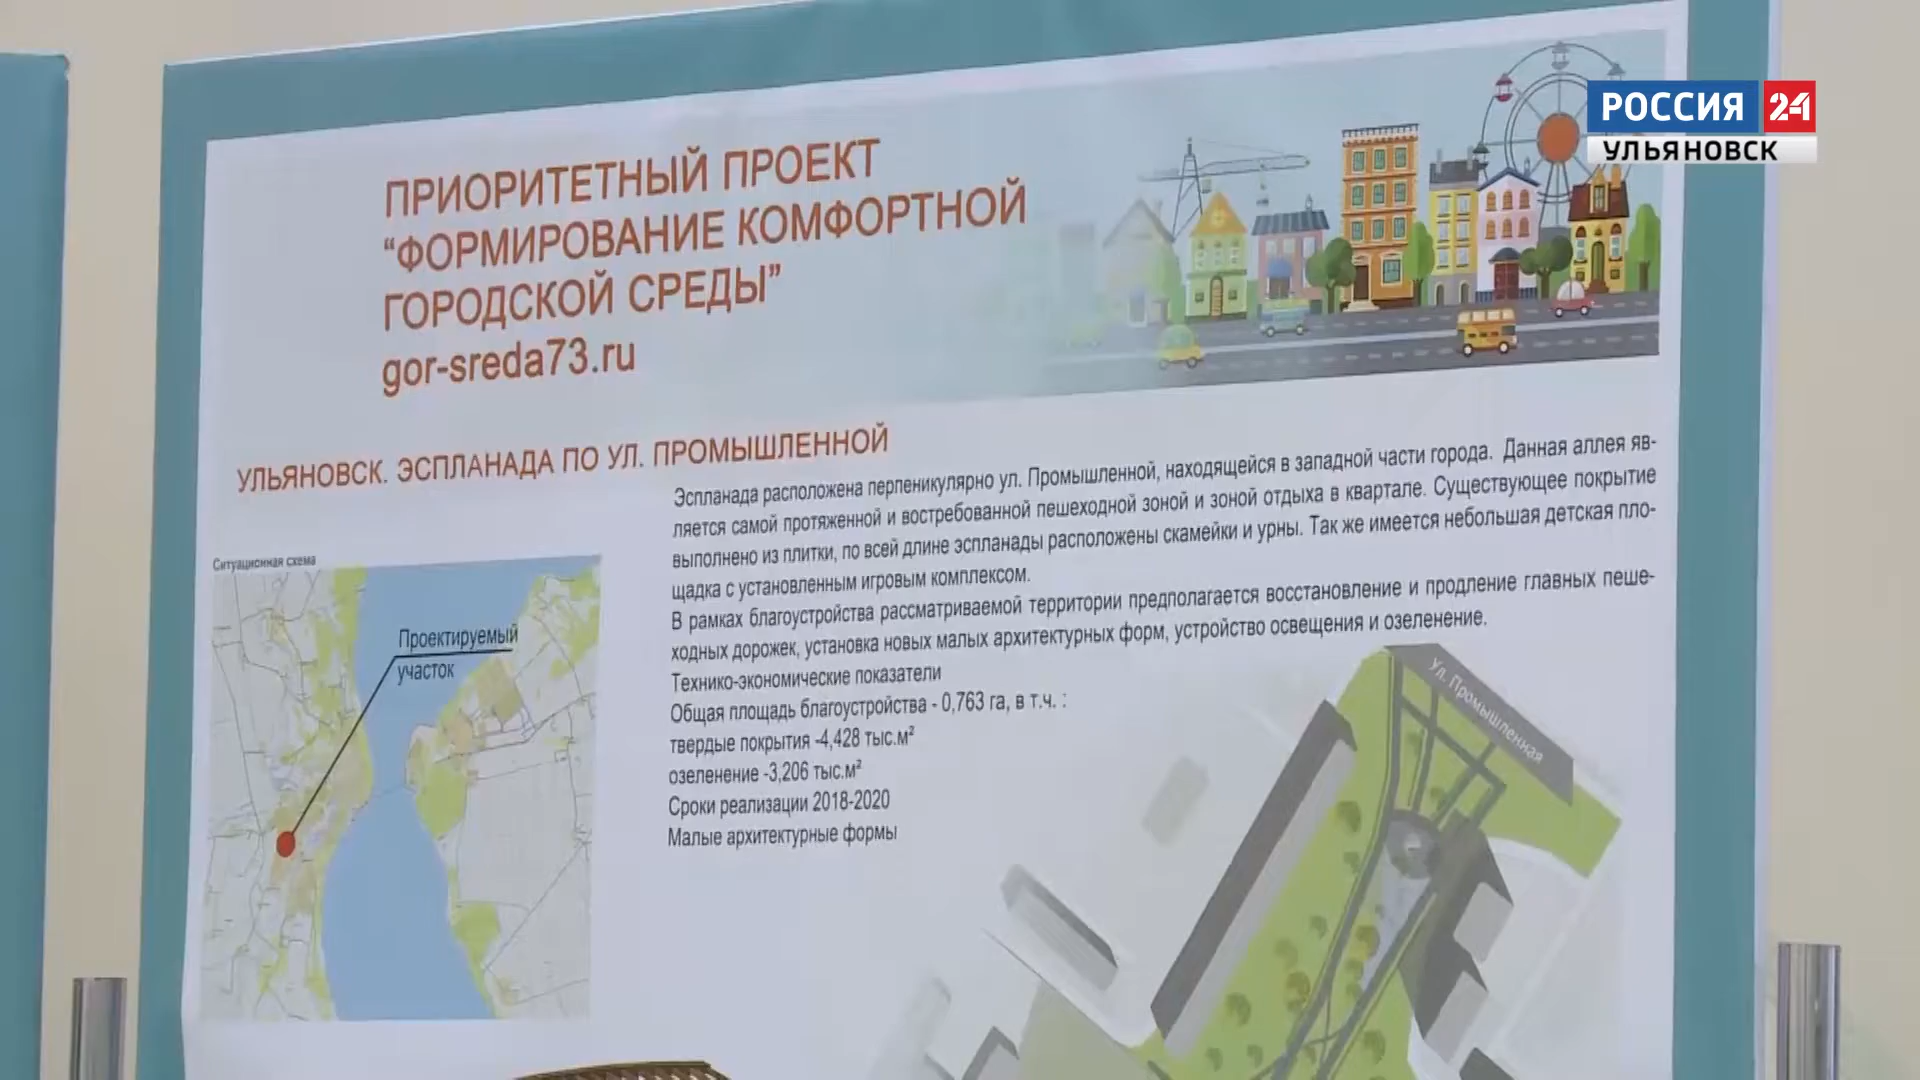 РОССИЯ 24
УЛЬЯНОВСК
ПРИОРИТЕТНЫЙ ПРОЕКТ
“ФОРМИРОВАНИЕ КОМФОРТНОЙ
ГОРОДСКОЙ СРЕДЫ”
gor-sreda73.ru
УЛЬЯНОВСК. ЭСПЛАНАДА ПО УЛ. ПРОМЫШЛЕННОЙ
Эспланада расположена перпеникулярно ул. Промышленной, находящейся в западной части города. Данная аллея яв-
ляется самой протяженной и востребованной пешеходной зоной и зоной отдыха в квартале. Существующее покрытие
выполнено из плитки, по всей длине эспланады расположены скамейки и урны. Так же имеется небольшая детская пло-
щадка с установленным игровым комплексом.
В рамках благоустройства рассматриваемой территории предполагается восстановление и продление главных пеше-
ходных дорожек, установка новых малых архитектурных форм, устройство освещения и озеленение.
Технико-экономические показатели
Общая площадь благоустройства - 0,763 га, в т.ч. :
твердые покрытия -4,428 тыс.м²
озеленение -3,206 тыс.м²
Сроки реализации 2018-2020
Малые архитектурные формы
Ситуационная схема
Проектируемый
участок
Ул. Промышленная